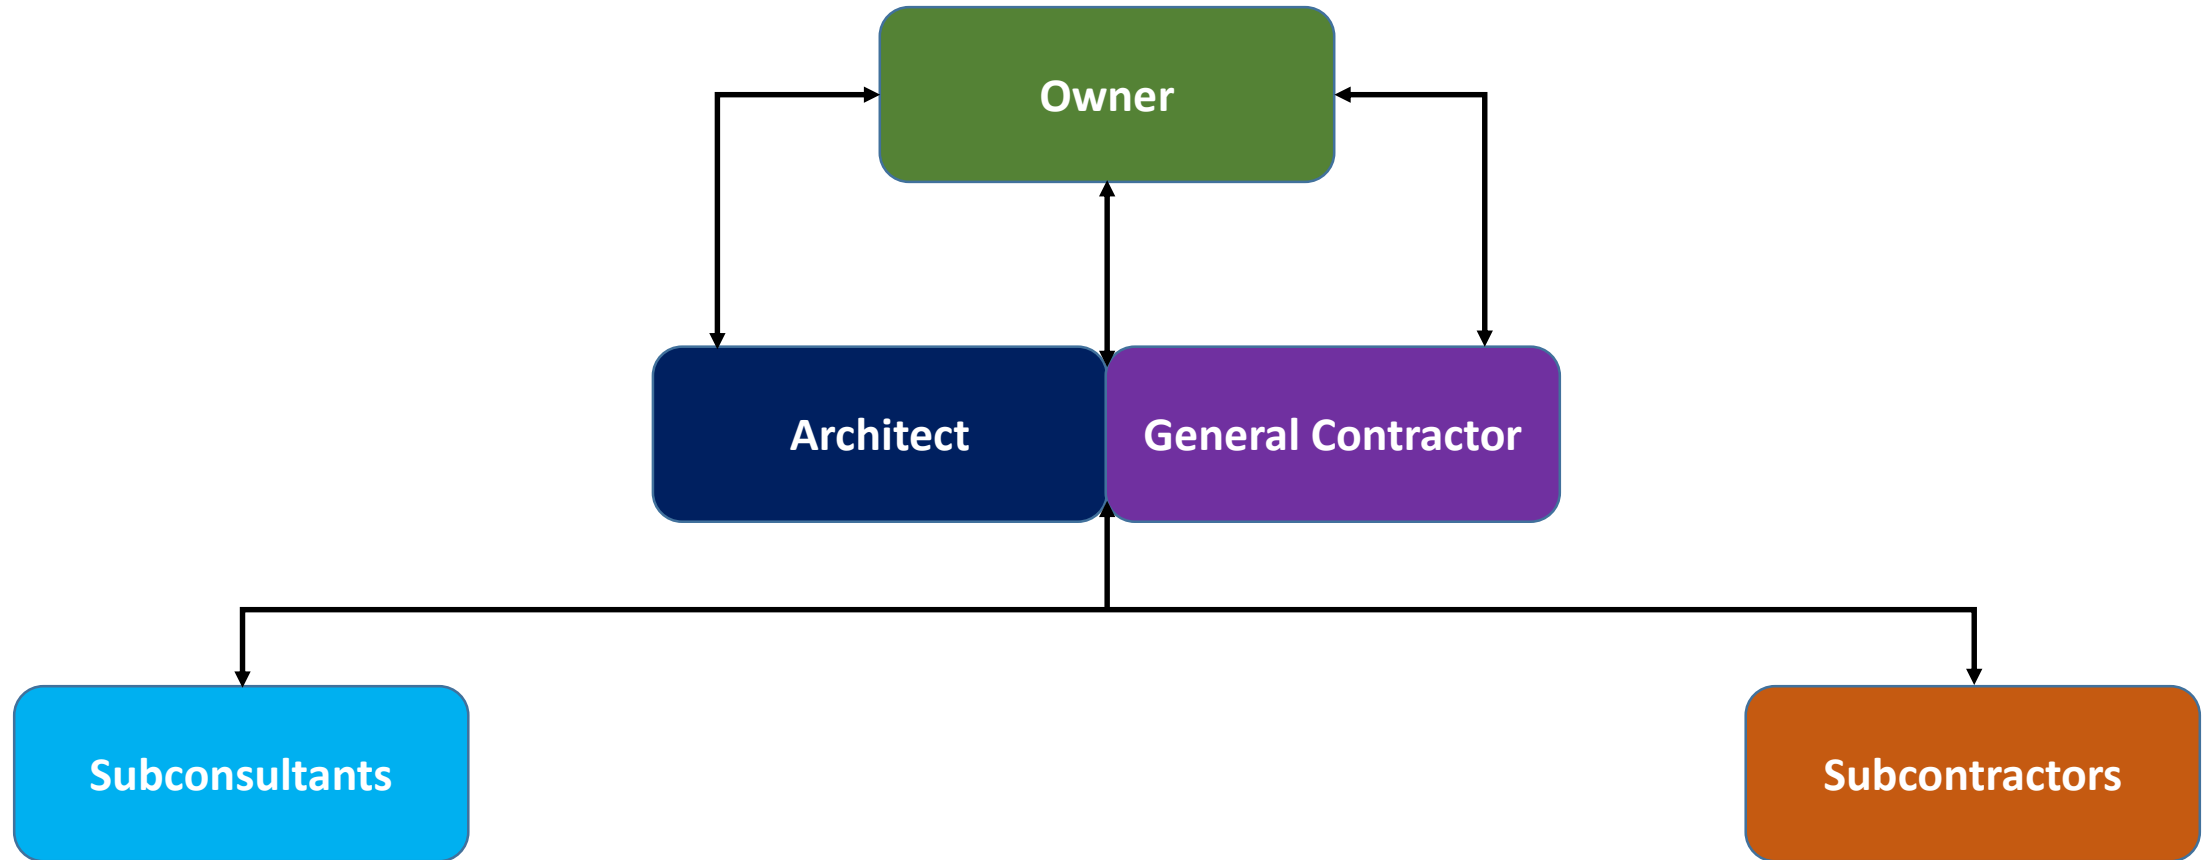 Owner
Architect
General Contractor
Subconsultants
Subcontractors